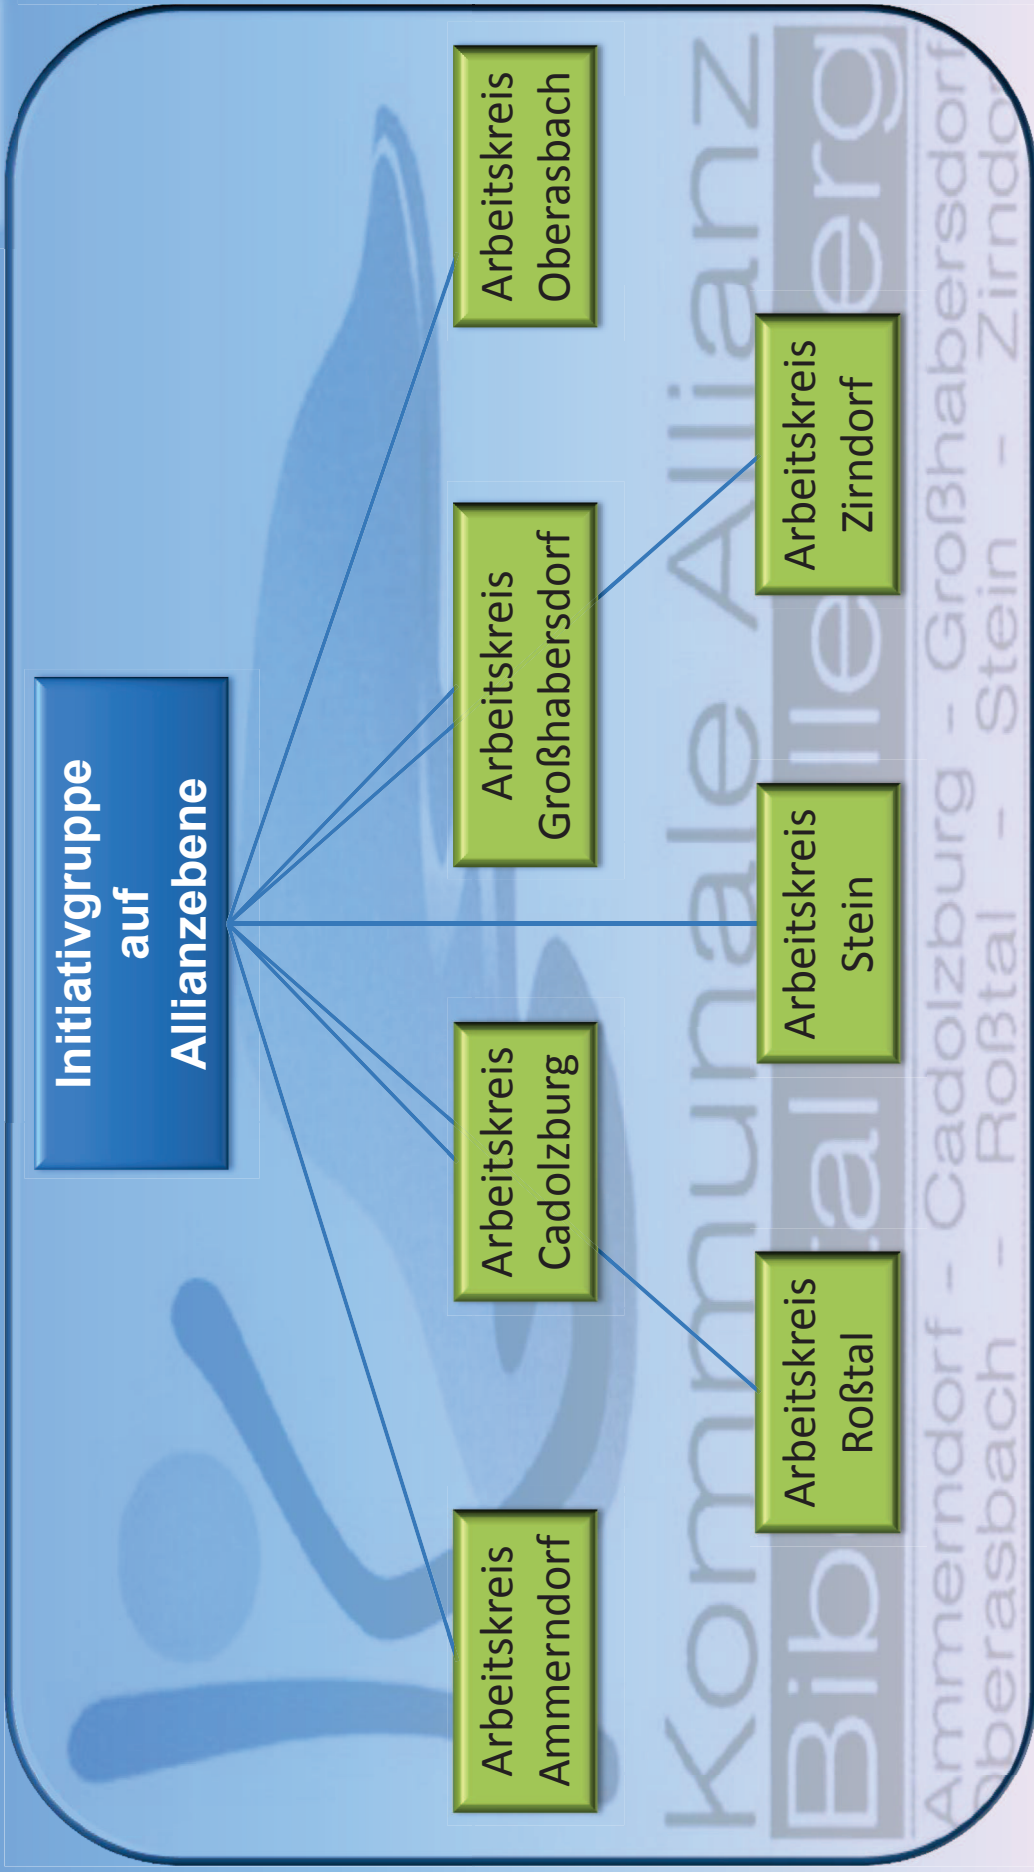 Initiativgruppe
auf
Allianzebene
Arbeitskreis
Ammerndorf
Arbeitskreis
Cadolzburg
Arbeitskreis
Großhabersdorf
Arbeitskreis
Oberasbach
Arbeitskreis
Roßtal
Arbeitskreis
Stein
Arbeitskreis
Zirndorf
Kommunale Allianz
Ammerndorf - Cadolzburg - Großhabersdorf
Oberasbach - Roßtal - Stein - Zirndorf